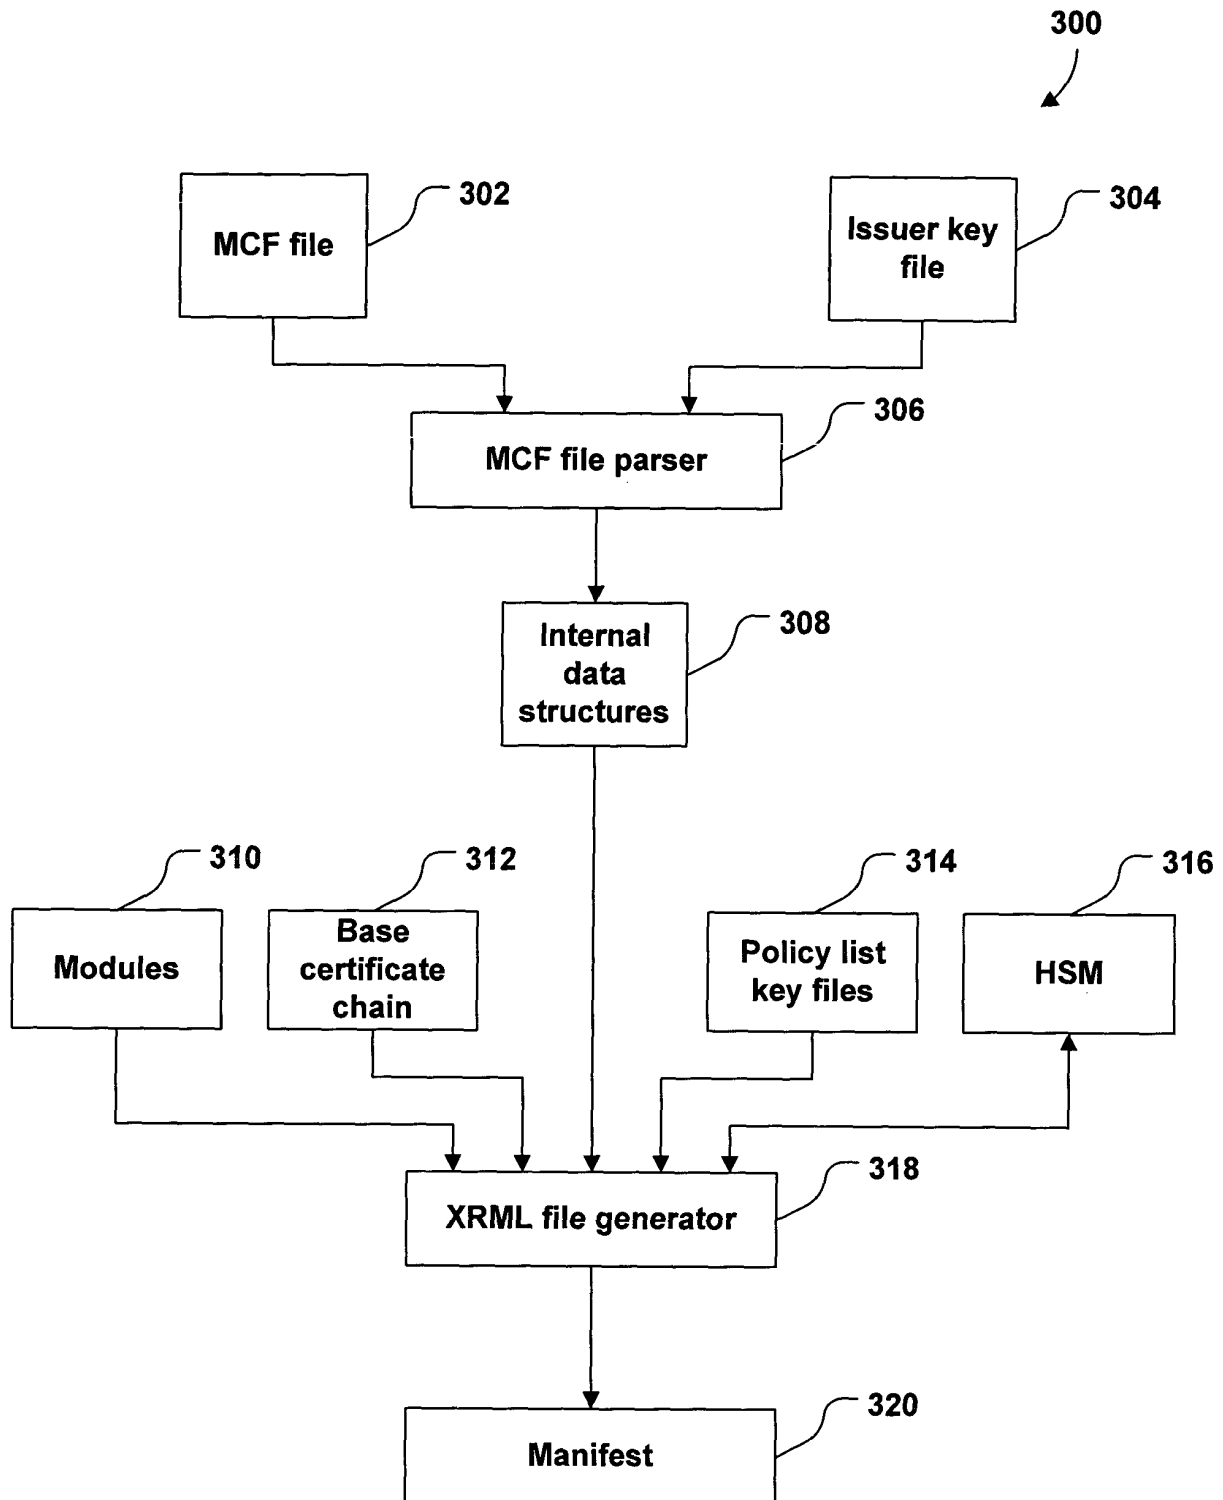 300
302
MCF file
304
Issuer key
file
306
MCF file parser
308
Internal
data
structures
310
Modules
312
Base
certificate
chain
314
Policy list
key files
316
HSM
318
XRML file generator
320
Manifest